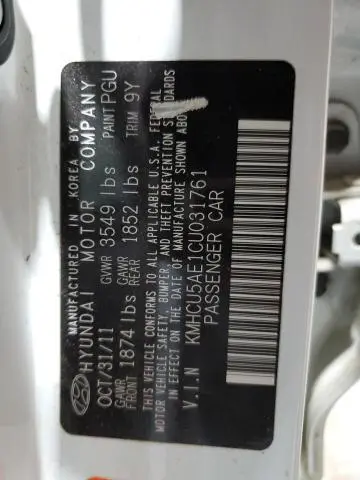 MANUFACTURED IN KOREA BY
HYUNDAI MOTOR COMPANY
OCT/31/11 GVWR 3549 lbs PAINT PGU
GAWR FRONT 1874 lbs GAWR REAR 1852 lbs TRIM 9Y
THIS VEHICLE CONFORMS TO ALL APPLICABLE U.S.A. FEDERAL
MOTOR VEHICLE SAFETY, BUMPER, AND THEFT PREVENTION STANDARDS
IN EFFECT ON THE DATE OF MANUFACTURE SHOWN ABOVE
V.I.N KMHCU5AE1CU031761
PASSENGER CAR